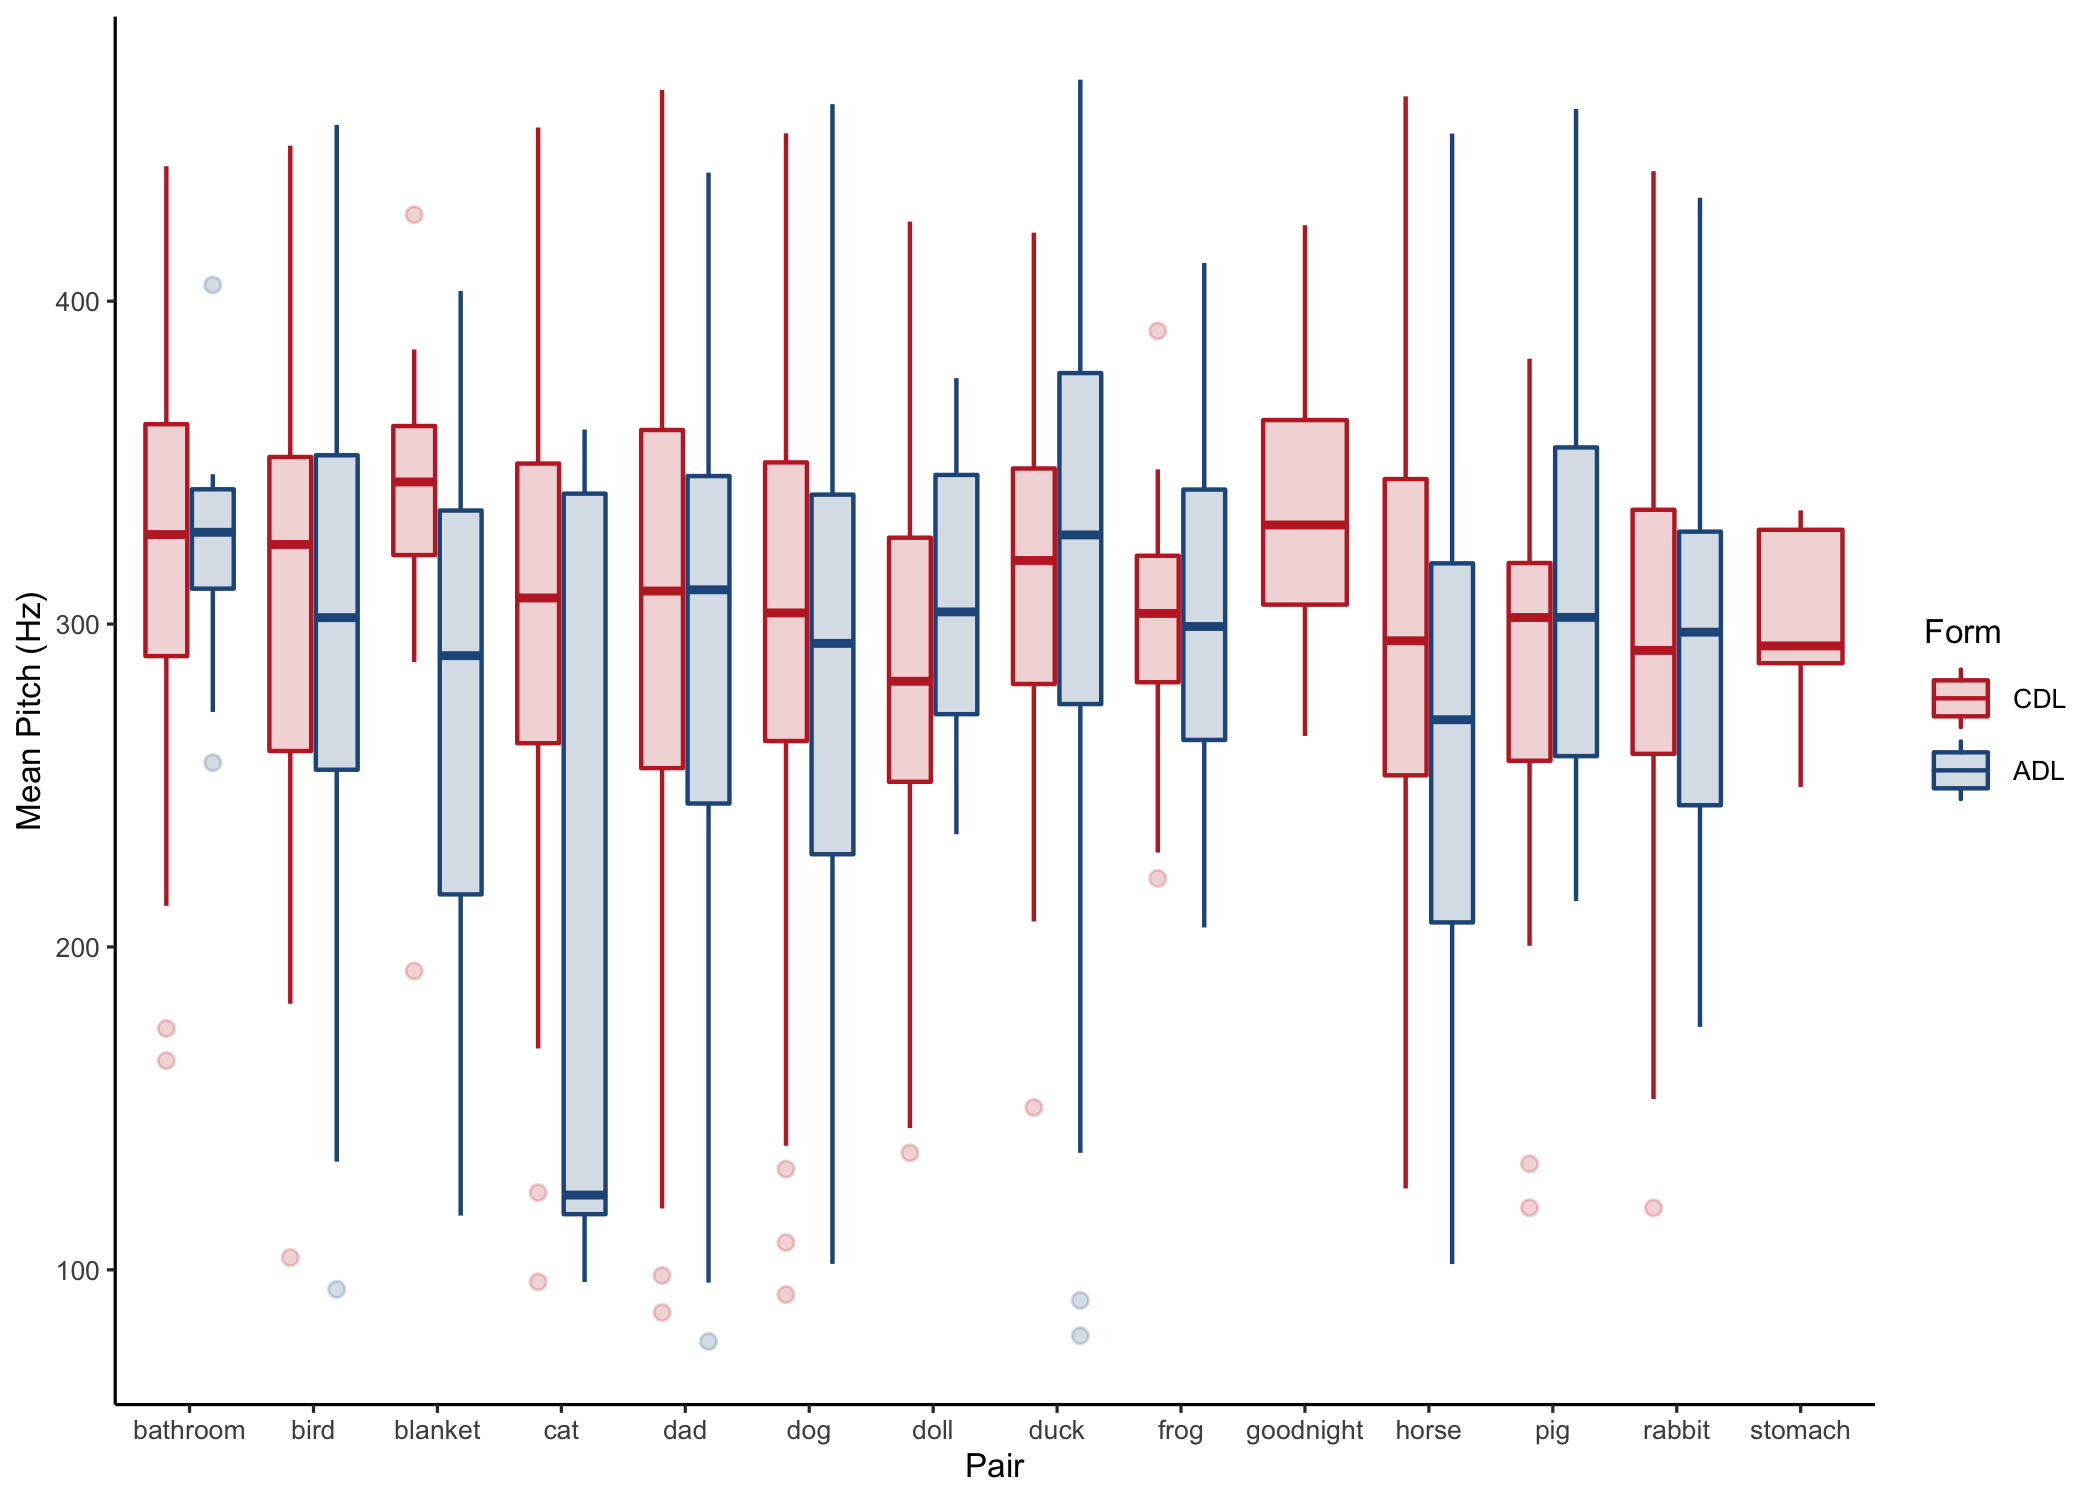 Mean Pitch (Hz)
400
300
200
100
bathroom bird blanket cat dad dog doll duck frog goodnight horse pig rabbit stomach
Pair
Form
CDL
ADL